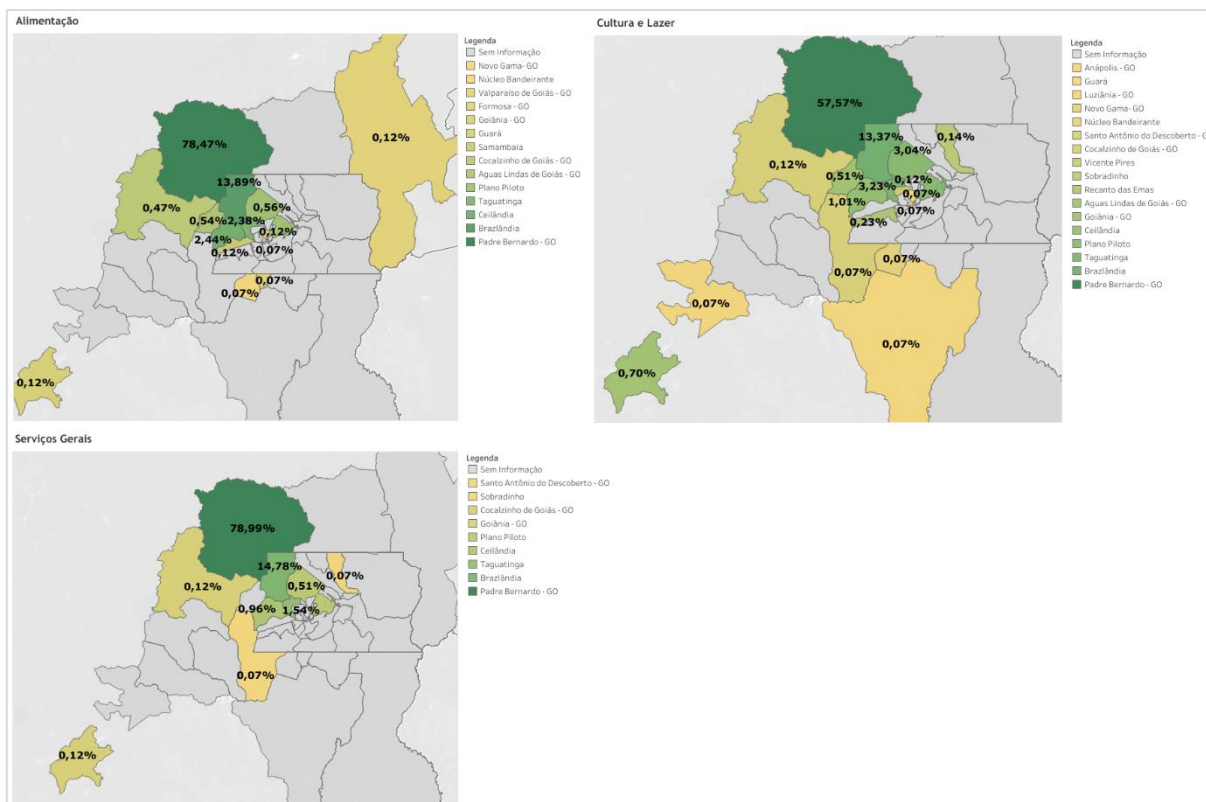 Alimentação
78,47%
13,89%
0,12%
0,47%
0,54%
2,38%
0,56%
2,44%
0,12%
0,12%
0,07%
0,07%
0,07%
0,12%
Legenda
Sem Informação
Novo Gama- GO
Núcleo Bandeirante
Valparaíso de Goiás - GO
Formosa - GO
Goiânia - GO
Guará
Samambaia
Cocalzinho de Goiás - GO
Aguas Lindas de Goiás - GO
Plano Piloto
Taguatinga
Ceilândia
Brazlândia
Padre Bernardo - GO
Cultura e Lazer
57,57%
13,37%
0,14%
3,04%
0,12%
0,51%
0,12%
3,23%
0,07%
1,01%
0,07%
0,23%
0,07%
0,07%
0,07%
0,07%
0,70%
Legenda
Sem Informação
Anápolis - GO
Guará
Luziânia - GO
Novo Gama- GO
Núcleo Bandeirante
Santo Antônio do Descoberto - GO
Cocalzinho de Goiás - GO
Vicente Pires
Sobradinho
Recanto das Emas
Aguas Lindas de Goiás - GO
Goiânia - GO
Ceilândia
Plano Piloto
Taguatinga
Brazlândia
Padre Bernardo - GO
Serviços Gerais
78,99%
14,78%
0,07%
0,12%
0,51%
0,96%
1,54%
0,07%
0,12%
Legenda
Sem Informação
Santo Antônio do Descoberto - GO
Sobradinho
Cocalzinho de Goiás - GO
Goiânia - GO
Plano Piloto
Ceilândia
Taguatinga
Brazlândia
Padre Bernardo - GO